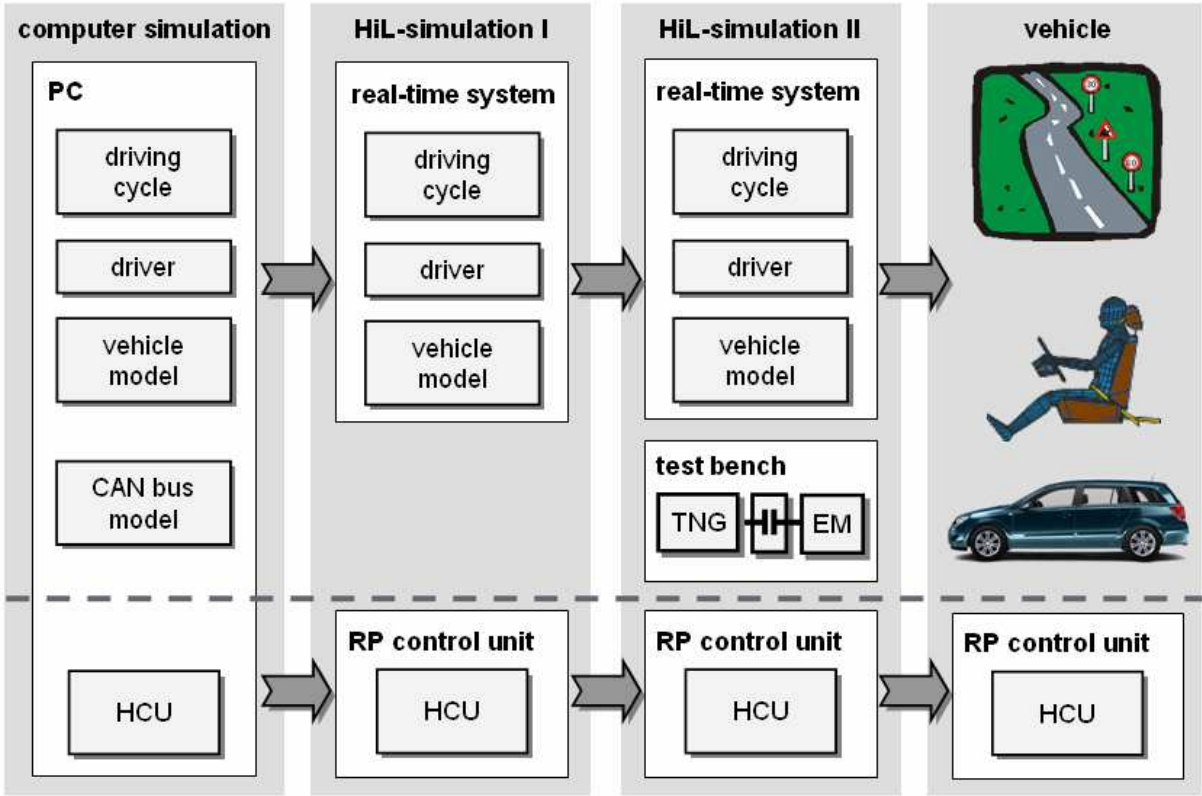 computer simulation
PC
driving
cycle
driver
vehicle
model
CAN bus
model
HCU
HiL-simulation I
real-time system
driving
cycle
driver
vehicle
model
RP control unit
HCU
HiL-simulation II
real-time system
driving
cycle
driver
vehicle
model
test bench
TNG
EM
RP control unit
HCU
vehicle
RP control unit
HCU